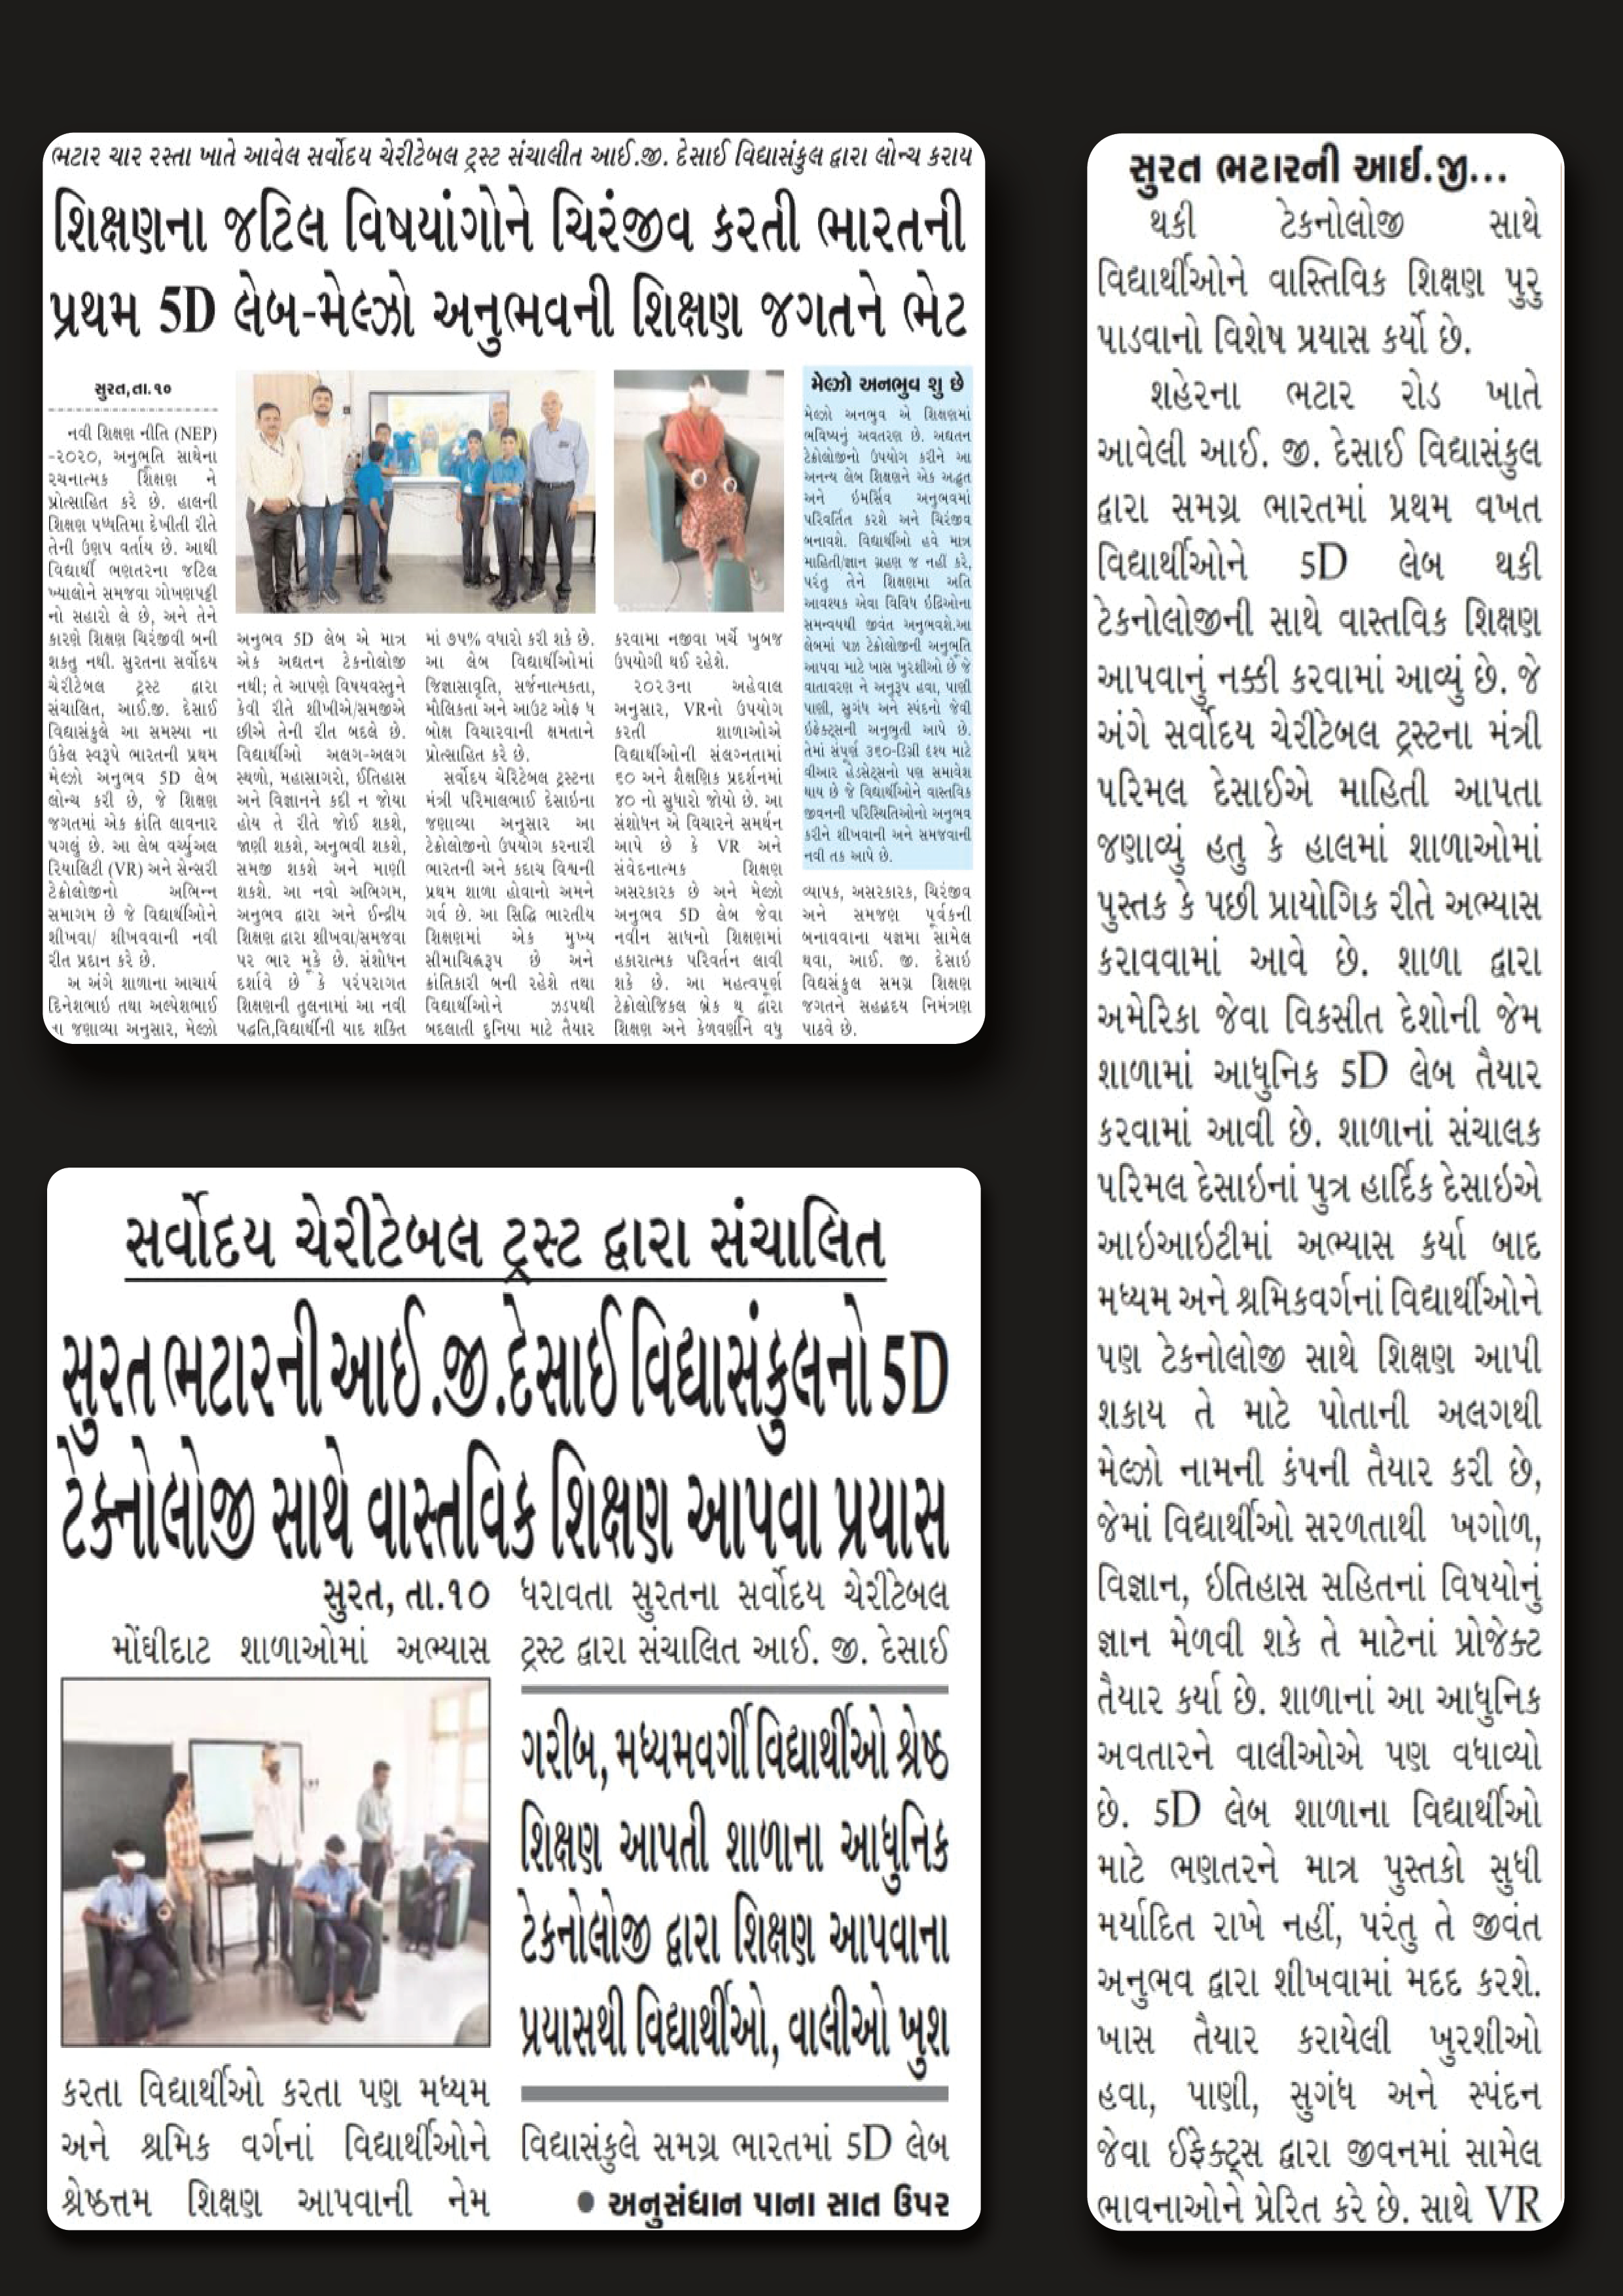 ભટાર ચાર રસ્તા ખાતે આવેલ સર્વોદય ચેરીટેબલ ટ્રસ્ટ સંચાલીત આઈ.જી. દેસાઈ વિદ્યાસંકુલ દ્વારા લોન્ચ કરાય
શિક્ષણના જટિલ વિષયાંગોને ચિરંજીવ કરતી ભારતની
પ્રથમ 5D લેબ-મેલ્ઝો અનુભવની શિક્ષણ જગતને ભેટ
સુરત,તા.૧૦
નવી શિક્ષણ નીતિ (NEP)
-૨૦૨૦, અનુભૂતિ સાથેના
રચનાત્મક શિક્ષણ ને
પ્રોત્સાહિત કરે છે. હાલની
શિક્ષણ પધ્ધતિમા દેખીતી રીતે
તેની ઉણપ વર્તાય છે. આથી
વિદ્યાર્થી ભણતરના જટિલ
ખ્યાલોને સમજવા ગોખણપટ્ટી
નો સહારો લે છે, અને તેને
કારણે શિક્ષણ ચિરંજીવી બની
શકતુ નથી. સુરતના સર્વોદય
ચેરીટેબલ ટ્રસ્ટ દ્વારા
સંચાલિત, આઈ.જી. દેસાઈ
વિદ્યાસંકુલે આ સમસ્યા ના
ઉકેલ સ્વરૂપે ભારતની પ્રથમ
મેલ્ઝો અનુભવ 5D લેબ
લોન્ચ કરી છે, જે શિક્ષણ
જગતમાં એક ક્રાંતિ લાવનાર
પગલું છે. આ લેબ વર્ચ્યુઅલ
રિયાલિટી (VR) અને સેન્સરી
ટેક્નોલોજીનો અભિન્ન
સમાગમ છે જે વિદ્યાર્થીઓને
શીખવા/ શીખવવાની નવી
રીત પ્રદાન કરે છે.
અ અંગે શાળાના આચાર્ય
દિનેશભાઇ તથા અલ્પેશભાઈ
ના જણાવ્યા અનુસાર, મેલ્ઝો
અનુભવ 5D લેબ એ માત્ર
એક અદ્યતન ટેકનોલોજી
નથી; તે આપણે વિષયવસ્તુને
કેવી રીતે શીખીએ/સમજીએ
છીએ તેની રીત બદલે છે.
વિદ્યાર્થીઓ અલગ-અલગ
સ્થળો, મહાસાગરો, ઈતિહાસ
અને વિજ્ઞાનને કદી ન જોયા
હોય તે રીતે જોઈ શકશે,
જાણી શકશે, અનુભવી શકશે,
સમજી શકશે અને માણી
શકશે. આ નવો અભિગમ,
અનુભવ દ્વારા અને ઈન્દ્રીય
શિક્ષણ દ્વારા શીખવા/સમજવા
પર ભાર મૂકે છે. સંશોધન
દર્શાવે છે કે પરંપરાગત
શિક્ષણની તુલનામાં આ નવી
પદ્ધતિ,વિદ્યાર્થીની યાદ શક્તિ
માં ૭૫% વધારો કરી શકે છે.
આ લેબ વિદ્યાર્થીઓમાં
જિજ્ઞાસાવૃતિ, સર્જનાત્મકતા,
મોલિકતા અને આઉટ ઓફ ધ
બોક્ષ વિચારવાની ક્ષમતાને
પ્રોત્સાહિત કરે છે.
સર્વોદય ચેરિટેબલ ટ્રસ્ટના
મંત્રી પરિમાલભાઈ દેસાઇના
જણાવ્યા અનુસાર આ
ટેક્નોલોજીનો ઉપયોગ કરનારી
ભારતની અને કદાચ વિશ્વની
પ્રથમ શાળા હોવાનો અમને
ગર્વ છે. આ સિદ્ધિ ભારતીય
શિક્ષણમાં એક મુખ્ય
સીમાચિહ્નરૂપ છે અને
ક્રાંતિકારી બની રહેશે તથા
વિદ્યાર્થીઓને ઝડપથી
બદલાતી દુનિયા માટે તૈયાર
કરવામા નજીવા ખર્ચે ખુબજ
ઉપયોગી થઈ રહેશે.
૨૦૨૩ના અહેવાલ
અનુસાર, VRનો ઉપયોગ
કરતી શાળાઓએ
વિદ્યાર્થીઓની સંલગ્નતામાં
૬૦ અને શૈક્ષણિક પ્રદર્શનમાં
૪૦ નો સુધારો જોયો છે. આ
સંશોધન એ વિચારને સમર્થન
આપે છે કે VR અને
સંવેદનાત્મક શિક્ષણ
અસરકારક છે અને મેલ્ઝો
અનુભવ 5D લેબ જેવા
નવીન સાધનો શિક્ષણમાં
હકારાત્મક પરિવર્તન લાવી
શકે છે. આ મહત્વપૂર્ણ
ટેક્નોલોજિકલ બ્રેક થ્રૂ દ્વારા
શિક્ષણ અને કેળવણીને વધુ
મેલ્ઝો અનભુવ શુ છે
મેલ્ઝો અનભુવ એ શિક્ષણમાં
ભવિષ્યનું અવતરણ છે. અદ્યતન
ટેક્નોલોજીનો ઉપયોગ કરીને આ
અનન્ય લેબ શિક્ષણને એક અદ્ભુત
અને ઇમર્સિવ અનુભવમાં
પરિવર્તિત કરશે અને ચિરંજીવ
બનાવશે. વિદ્યાર્થીઓ હવે માત્ર
માહિતી/જ્ઞાન ગ્રહણ જ નહીં કરે,
પરંતુ તેને શિક્ષણમા અતિ
આવશ્યક એવા વિવિધ ઇંદ્રિઓના
સમન્વયથી જીવંત અનુભવશે.આ
લેબમાં પઝ ટેક્નોલોજીની અનુભૂતિ
આપવા માટે ખાસ ખુરશીઓ છે જે
વાતાવરણ ને અનુરૂપ હવા, પાણી
પાણી, સુગંધ અને સ્પંદનો જેવી
ઇફેક્ટ્સની અનુભુતી આપે છે.
તેમાં સંપૂર્ણ ૩૬૦-ડિગ્રી દૃશ્ય માટે
વીઆર હેડસેટ્સનો પણ સમાવેશ
થાય છે જે વિદ્યાર્થીઓને વાસ્તવિક
જીવનની પરિસ્થિતિઓનો અનુભવ
કરીને શીખવાની અને સમજવાની
નવી તક આપે છે.
વ્યાપક, અસરકારક, ચિરંજીવ
અને સમજણ પૂર્વકની
બનાવવાના યજ્ઞમા સામેલ
થવા, આઈ. જી. દેસાઇ
વિદ્યસંકુલ સમગ્ર શિક્ષણ
જગતને સહહૃદય નિમંત્રણ
પાઠવે છે.
સર્વોદય ચેરીટેબલ ટ્રસ્ટ દ્વારા સંચાલિત
સુરત ભટારની આઈ.જી.દેસાઈ વિદ્યાસંકુલનો 5D
ટેક્નોલોજી સાથે વાસ્તવિક શિક્ષણ આપવા પ્રયાસ
સુરત, તા.૧૦
મોંઘીદાટ શાળાઓમાં અભ્યાસ
કરતા વિદ્યાર્થીઓ કરતા પણ મધ્યમ
અને શ્રમિક વર્ગનાં વિદ્યાર્થીઓને
શ્રેષ્ઠત્તમ શિક્ષણ આપવાની નેમ
ધરાવતા સુરતના સર્વોદય ચેરીટેબલ
ટ્રસ્ટ દ્વારા સંચાલિત આઈ. જી. દેસાઈ
ગરીબ, મધ્યમવર્ગી વિદ્યાર્થીઓ શ્રેષ્ઠ
શિક્ષણ આપતી શાળાના આધુનિક
ટેકનોલોજી દ્વારા શિક્ષણ આપવાના
પ્રયાસથી વિદ્યાર્થીઓ, વાલીઓ ખુશ
વિદ્યાસંકુલે સમગ્ર ભારતમાં 5D લેબ
● અનુસંધાન પાના સાત ઉપર
સુરત ભટારની આઈ.જી...
થકી ટેકનોલોજી સાથે
વિદ્યાર્થીઓને વાસ્તિવિક શિક્ષણ પુરુ
પાડવાનો વિશેષ પ્રયાસ કર્યો છે.
શહેરના ભટાર રોડ ખાતે
આવેલી આઈ. જી. દેસાઈ વિદ્યાસંકુલ
દ્વારા સમગ્ર ભારતમાં પ્રથમ વખત
વિદ્યાર્થીઓને 5D લેબ થકી
ટેકનોલોજીની સાથે વાસ્તવિક શિક્ષણ
આપવાનું નક્કી કરવામાં આવ્યું છે. જે
અંગે સર્વોદય ચેરીટેબલ ટ્રસ્ટના મંત્રી
પરિમલ દેસાઈએ માહિતી આપતા
જણાવ્યું હતુ કે હાલમાં શાળાઓમાં
પુસ્તક કે પછી પ્રાયોગિક રીતે અભ્યાસ
કરાવવામાં આવે છે. શાળા દ્વારા
અમેરિકા જેવા વિકસીત દેશોની જેમ
શાળામાં આધુનિક 5D લેબ તૈયાર
કરવામાં આવી છે. શાળાનાં સંચાલક
પરિમલ દેસાઇનાં પુત્ર હાર્દિક દેસાઇએ
આઇઆઇટીમાં અભ્યાસ કર્યા બાદ
મધ્યમ અને શ્રમિકવર્ગનાં વિદ્યાર્થીઓને
પણ ટેકનોલોજી સાથે શિક્ષણ આપી
શકાય તે માટે પોતાની અલગથી
મેલ્ઝો નામની કંપની તૈયાર કરી છે,
જેમાં વિદ્યાર્થીઓ સરળતાથી ખગોળ,
વિજ્ઞાન, ઇતિહાસ સહિતનાં વિષયોનું
જ્ઞાન મેળવી શકે તે માટેનાં પ્રોજેક્ટ
તૈયાર કર્યા છે. શાળાનાં આ આધુનિક
અવતારને વાલીઓએ પણ વધાવ્યો
છે. 5D લેબ શાળાના વિદ્યાર્થીઓ
માટે ભણતરને માત્ર પુસ્તકો સુધી
મર્યાદિત રાખે નહીં, પરંતુ તે જીવંત
અનુભવ દ્વારા શીખવામાં મદદ કરશે.
ખાસ તૈયાર કરાયેલી ખુરશીઓ
હવા, પાણી, સુગંધ અને સ્પંદન
જેવા ઈફેક્ટ્સ દ્વારા જીવનમાં સામેલ
ભાવનાઓને પ્રેરિત કરે છે. સાથે VR